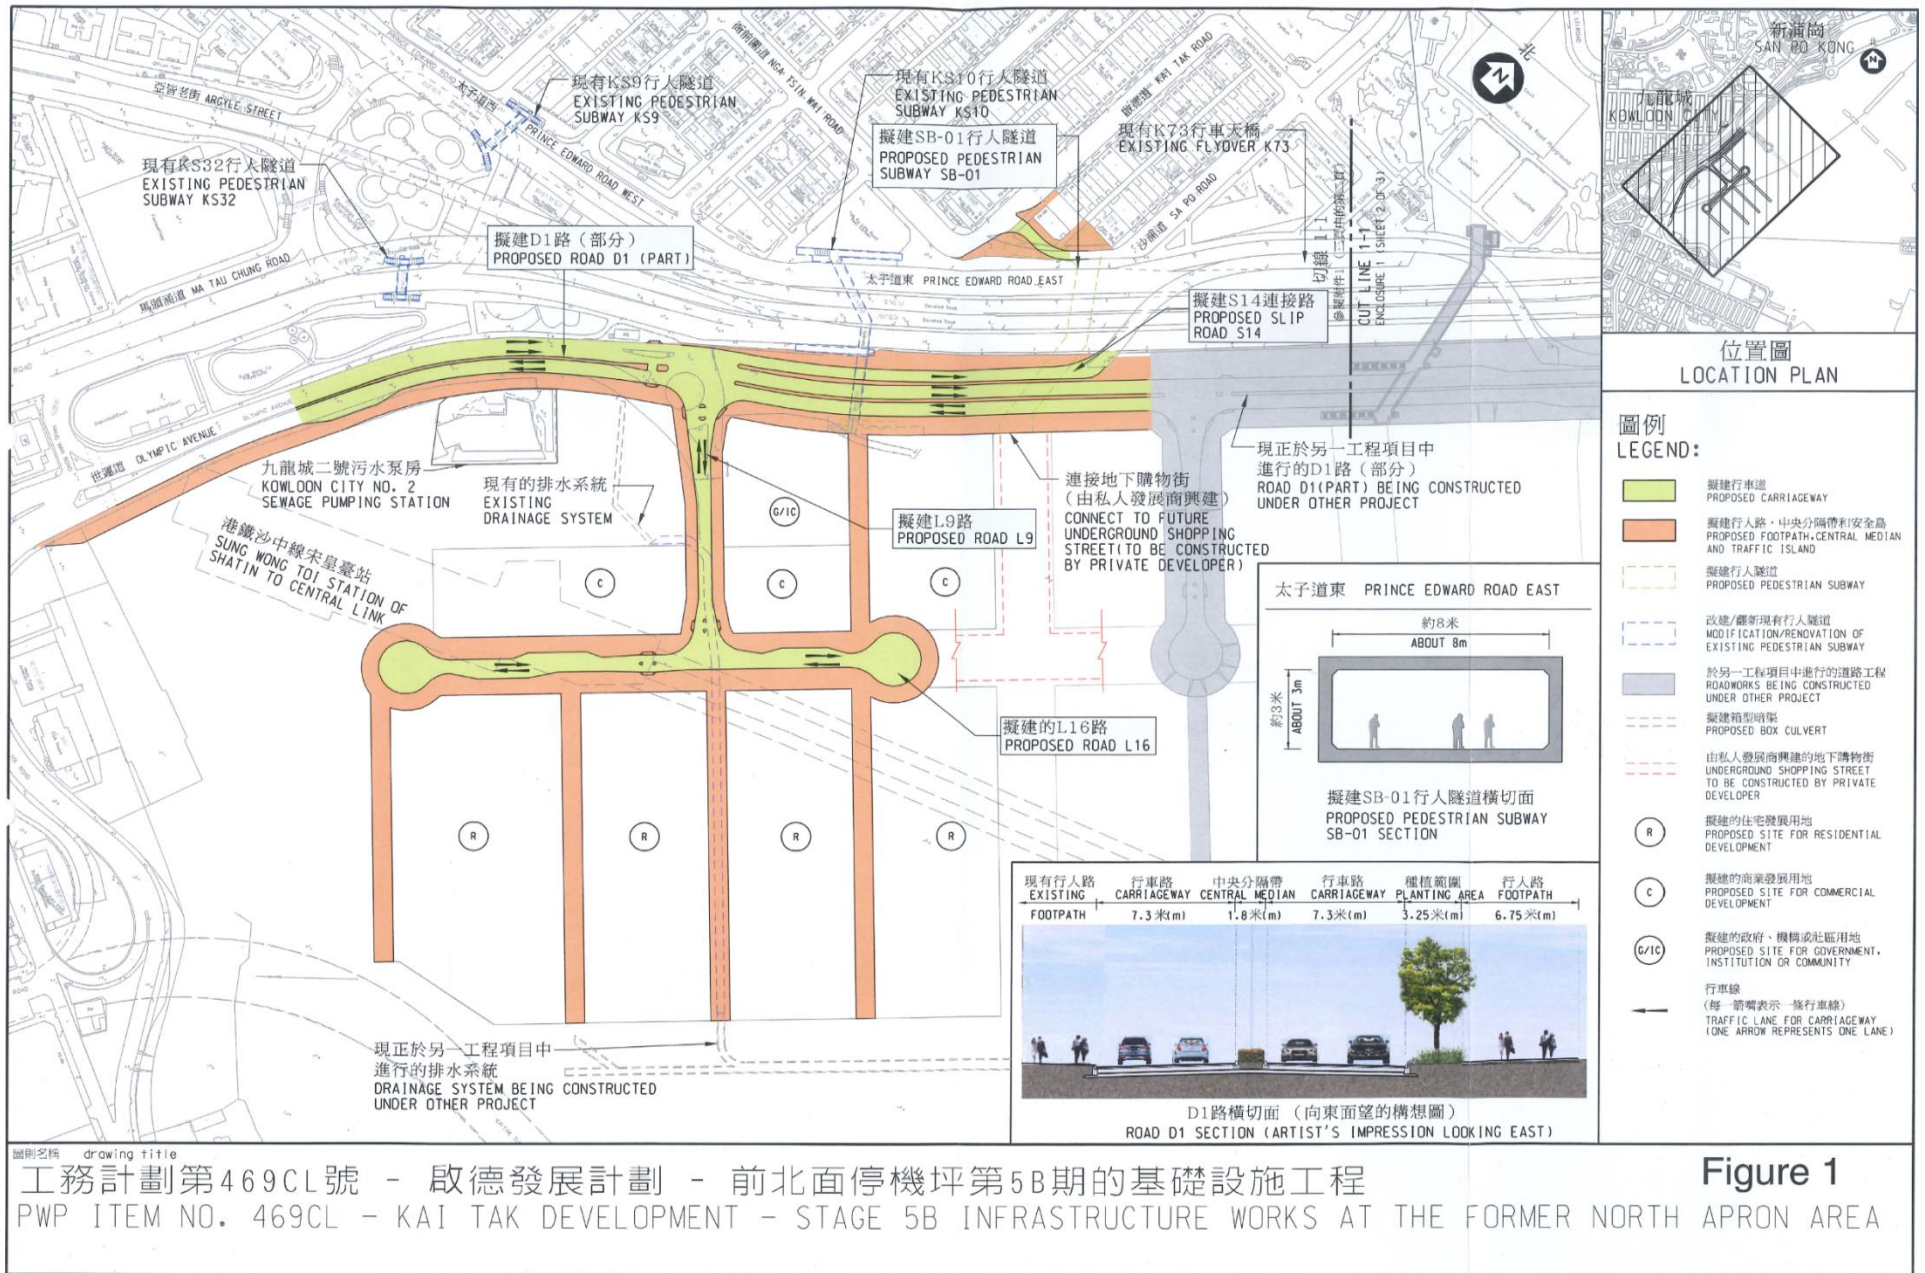 亞皆老街 ARGYLE STREET
太子道西
PRINCE EDWARD ROAD WEST
現有KS9行人隧道
EXISTING PEDESTRIAN
SUBWAY KS9
NGA TSIN WAI ROAD
現有KS10行人隧道
EXISTING PEDESTRIAN
SUBWAY KS10
擬建SB-01行人隧道
PROPOSED PEDESTRIAN
SUBWAY SB-01
啟德道 KAI TAK ROAD
現有K73行車天橋
EXISTING FLYOVER K73
北
N
現有KS32行人隧道
EXISTING PEDESTRIAN
SUBWAY KS32
擬建D1路（部分）
PROPOSED ROAD D1 (PART)
馬頭涌道 MA TAU CHUNG ROAD
沙埔道 SA PO ROAD
太子道東 PRINCE EDWARD ROAD EAST
切線 1-1
CUT LINE 1-1
ENCLOSURE 1 (SHEET 2 OF 3)
擬建S14連接路
PROPOSED SLIP
ROAD S14
世運道 OLYMPIC AVENUE
九龍城二號污水泵房
KOWLOON CITY NO. 2
SEWAGE PUMPING STATION
現有的排水系統
EXISTING
DRAINAGE SYSTEM
港鐵沙中線宋皇臺站
SUNG WONG TOI STATION OF
SHATIN TO CENTRAL LINK
G/IC
擬建L9路
PROPOSED ROAD L9
連接地下購物街
（由私人發展商興建）
CONNECT TO FUTURE
UNDERGROUND SHOPPING
STREET(TO BE CONSTRUCTED
BY PRIVATE DEVELOPER)
現正於另一工程項目中
進行的D1路（部分）
ROAD D1(PART) BEING CONSTRUCTED
UNDER OTHER PROJECT
C
C
C
擬建的L16路
PROPOSED ROAD L16
R
R
R
R
現正於另一工程項目中
進行的排水系統
DRAINAGE SYSTEM BEING CONSTRUCTED
UNDER OTHER PROJECT
太子道東 PRINCE EDWARD ROAD EAST
約8米
ABOUT 8m
約3米
ABOUT 3m
擬建SB-01行人隧道橫切面
PROPOSED PEDESTRIAN SUBWAY
SB-01 SECTION
現有行人路 行車路 中央分隔帶 行車路 種植範圍 行人路
EXISTING CARRIAGEWAY CENTRAL MEDIAN CARRIAGEWAY PLANTING AREA FOOTPATH
FOOTPATH 7.3米(m) 1.8米(m) 7.3米(m) 3.25米(m) 6.75米(m)
D1路橫切面 （向東面望的構想圖）
ROAD D1 SECTION (ARTIST'S IMPRESSION LOOKING EAST)
新蒲崗
SAN PO KONG
N
九龍城
KOWLOON CITY
位置圖
LOCATION PLAN
圖例
LEGEND:
擬建行車道
PROPOSED CARRIAGEWAY
擬建行人路，中央分隔帶和安全島
PROPOSED FOOTPATH, CENTRAL MEDIAN
AND TRAFFIC ISLAND
擬建行人隧道
PROPOSED PEDESTRIAN SUBWAY
改建/翻新現有行人隧道
MODIFICATION/RENOVATION OF
EXISTING PEDESTRIAN SUBWAY
於另一工程項目中進行的道路工程
ROADWORKS BEING CONSTRUCTED
UNDER OTHER PROJECT
擬建箱型暗渠
PROPOSED BOX CULVERT
由私人發展商興建的地下購物街
UNDERGROUND SHOPPING STREET
TO BE CONSTRUCTED BY PRIVATE
DEVELOPER
R
擬建的住宅發展用地
PROPOSED SITE FOR RESIDENTIAL
DEVELOPMENT
C
擬建的商業發展用地
PROPOSED SITE FOR COMMERCIAL
DEVELOPMENT
G/IC
擬建的政府、機構或社區用地
PROPOSED SITE FOR GOVERNMENT,
INSTITUTION OR COMMUNITY
行車線
(每一箭嘴表示一條行車線)
TRAFFIC LANE FOR CARRIAGEWAY
(ONE ARROW REPRESENTS ONE LANE)
圖則名稱 drawing title
工務計劃第469CL號 - 啟德發展計劃 - 前北面停機坪第5B期的基礎設施工程
Figure 1
PWP ITEM NO. 469CL - KAI TAK DEVELOPMENT - STAGE 5B INFRASTRUCTURE WORKS AT THE FORMER NORTH APRON AREA